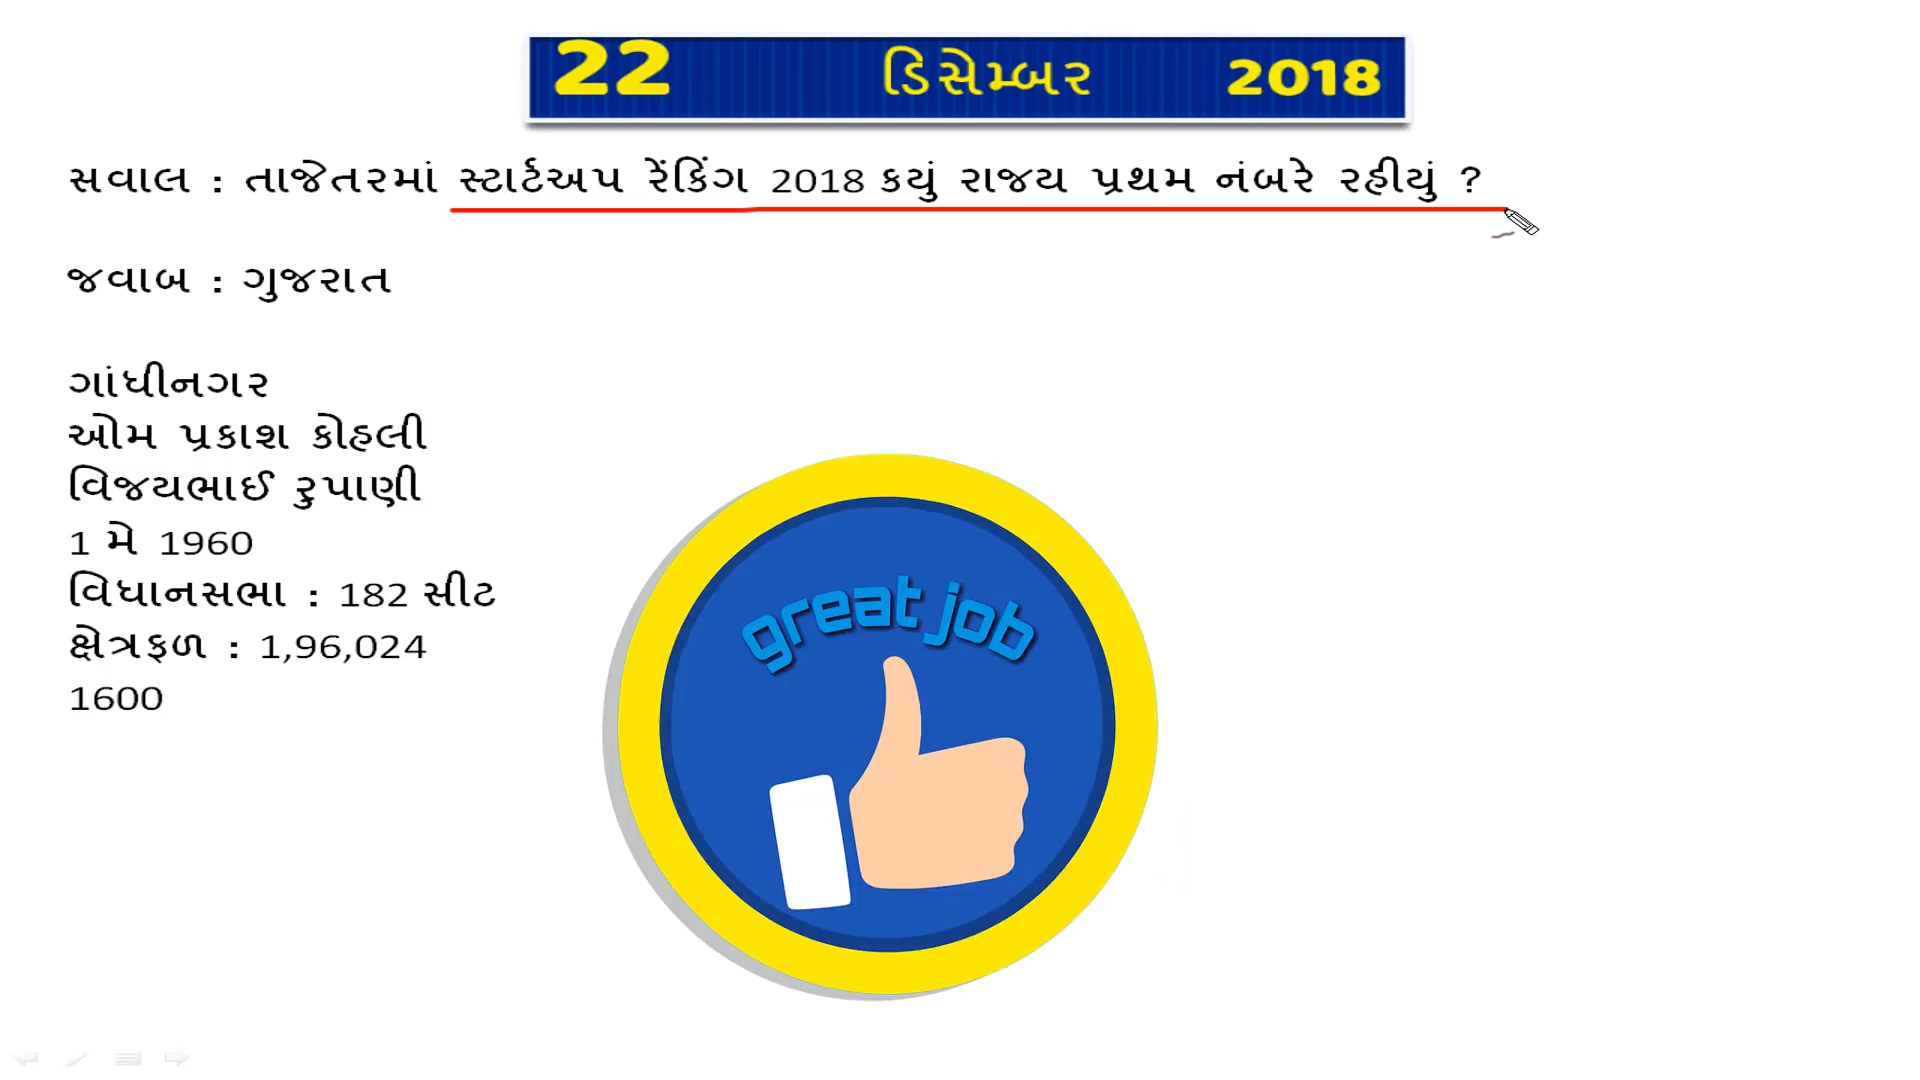 22 ડિસેમ્બર 2018
સવાલ : તાજેતરમાં સ્ટાર્ટઅપ રેંકિંગ 2018 કયું રાજય પ્રથમ નંબરે રહીયું ?
જવાબ : ગુજરાત
ગાંધીનગર
ઓમ પ્રકાશ કોહલી
વિજયભાઈ રુપાણી
1 મે 1960
વિધાનસભા : 182 સીટ
ક્ષેત્રફળ : 1,96,024
1600
great job